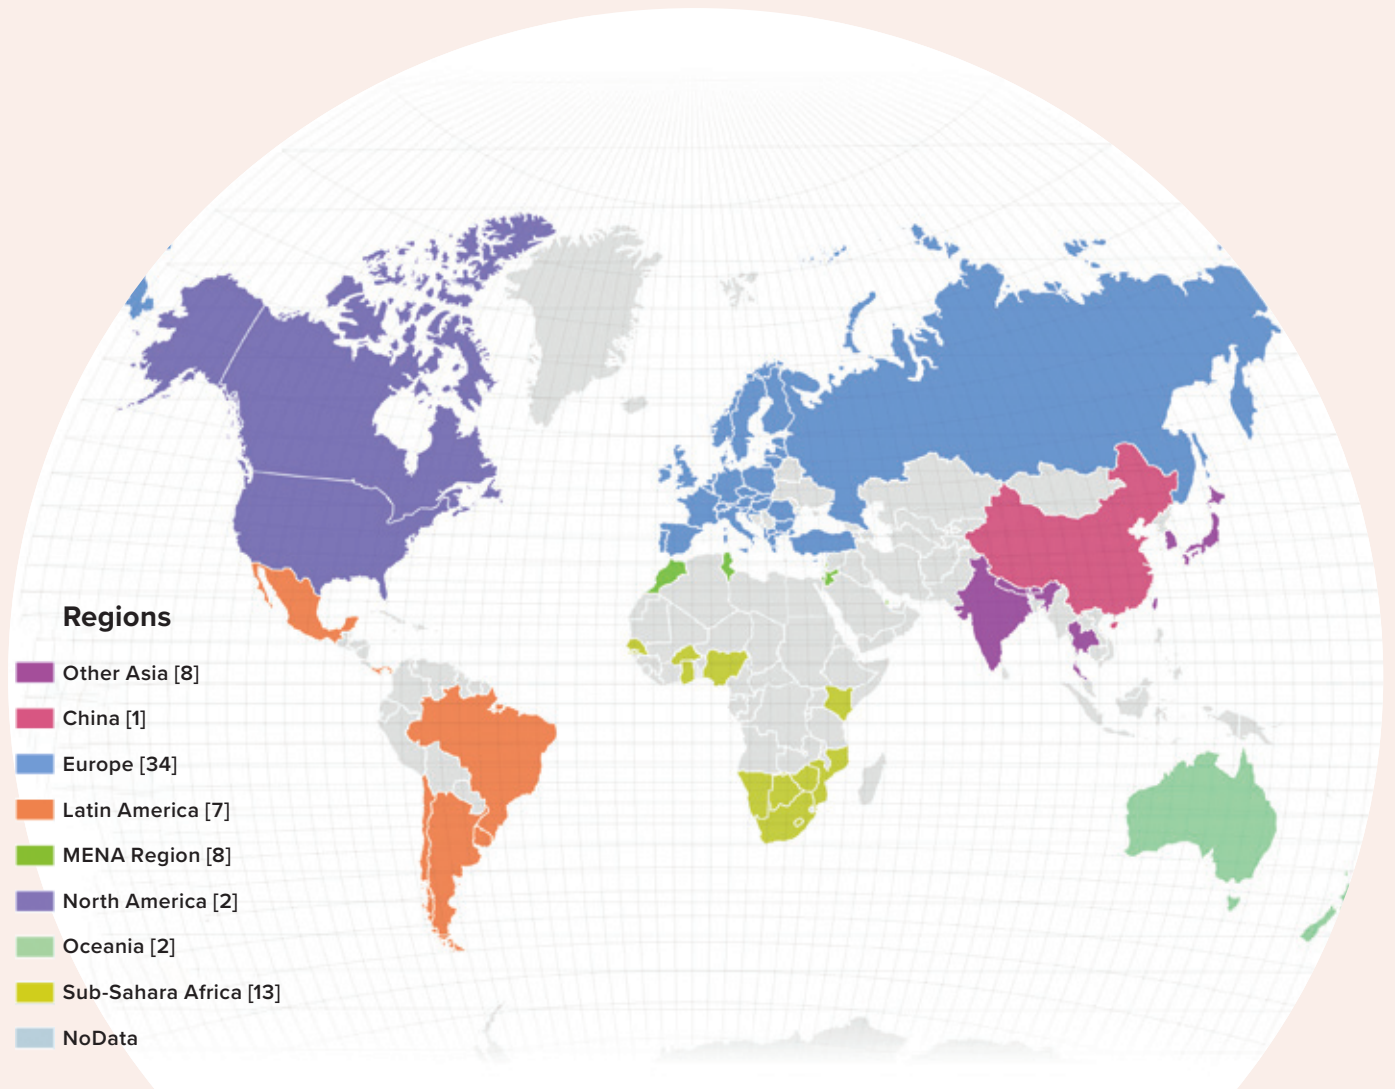 Regions
Other Asia [8]
China [1]
Europe [34]
Latin America [7]
MENA Region [8]
North America [2]
Oceania [2]
Sub-Sahara Africa [13]
NoData